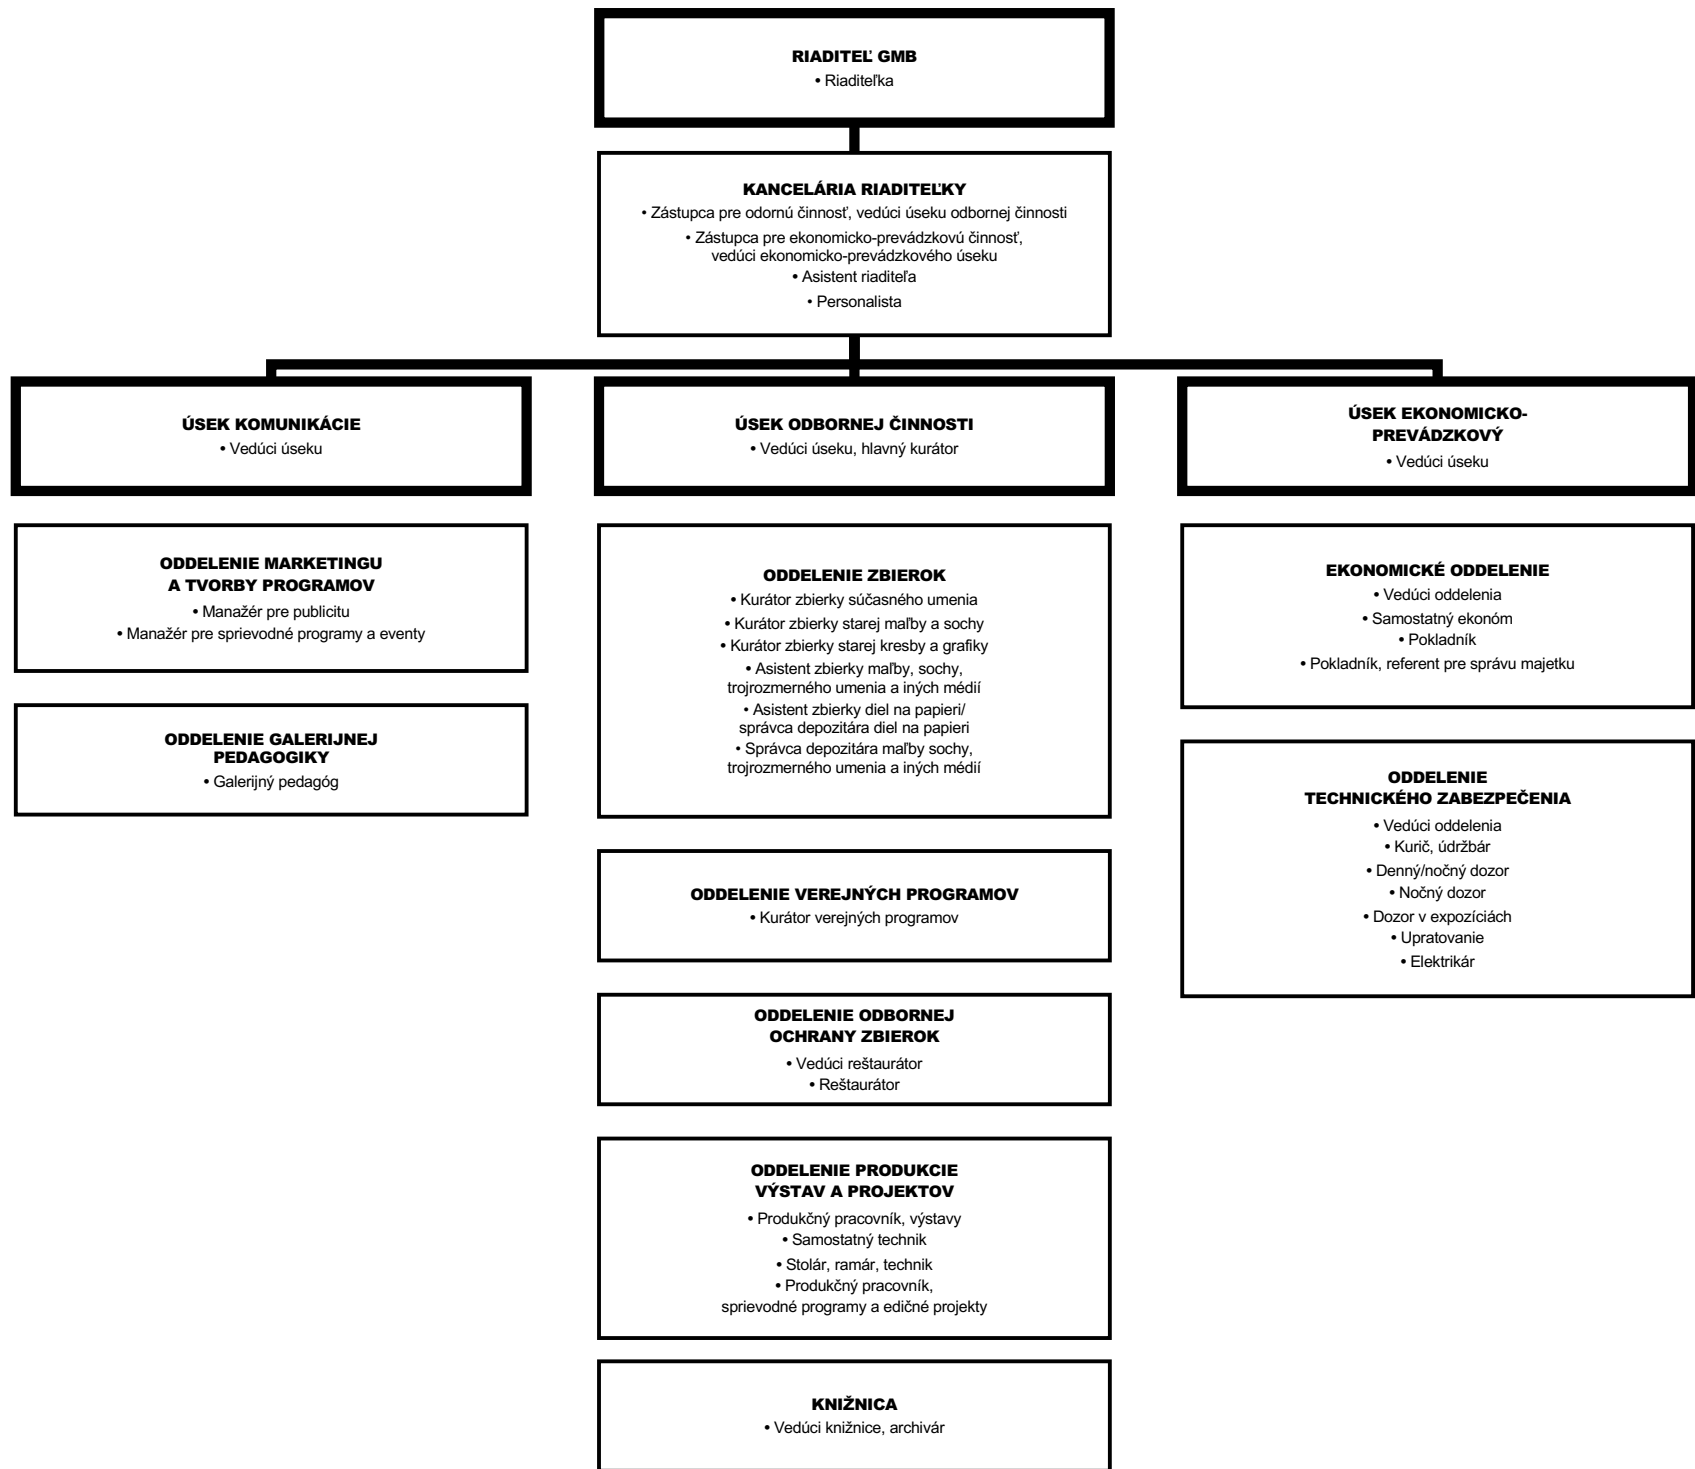 RIADITEĽ GMB
• Riaditeľka
KANCELÁRIA RIADITEĽKY
• Zástupca pre odornú činnosť, vedúci úseku odbornej činnosti
• Zástupca pre ekonomicko-prevádzkovú činnosť,
vedúci ekonomicko-prevádzkového úseku
• Asistent riaditeľa
• Personalista
ÚSEK KOMUNIKÁCIE
• Vedúci úseku
ODDELENIE MARKETINGU
A TVORBY PROGRAMOV
• Manažér pre publicitu
• Manažér pre sprievodné programy a eventy
ODDELENIE GALERIJNEJ
PEDAGOGIKY
• Galerijný pedagóg
ÚSEK ODBORNEJ ČINNOSTI
• Vedúci úseku, hlavný kurátor
ODDELENIE ZBIEROK
• Kurátor zbierky súčasného umenia
• Kurátor zbierky starej maľby a sochy
• Kurátor zbierky starej kresby a grafiky
• Asistent zbierky maľby, sochy,
trojrozmerného umenia a iných médií
• Asistent zbierky diel na papieri/
správca depozitára diel na papieri
• Správca depozitára maľby sochy,
trojrozmerného umenia a iných médií
ODDELENIE VEREJNÝCH PROGRAMOV
• Kurátor verejných programov
ODDELENIE ODBORNEJ
OCHRANY ZBIEROK
• Vedúci reštaurátor
• Reštaurátor
ODDELENIE PRODUKCIE
VÝSTAV A PROJEKTOV
• Produkčný pracovník, výstavy
• Samostatný technik
• Stolár, ramár, technik
• Produkčný pracovník,
sprievodné programy a edičné projekty
KNIŽNICA
• Vedúci knižnice, archivár
ÚSEK EKONOMICKO-
PREVÁDZKOVÝ
• Vedúci úseku
EKONOMICKÉ ODDELENIE
• Vedúci oddelenia
• Samostatný ekonóm
• Pokladník
• Pokladník, referent pre správu majetku
ODDELENIE
TECHNICKÉHO ZABEZPEČENIA
• Vedúci oddelenia
• Kurič, údržbár
• Denný/nočný dozor
• Nočný dozor
• Dozor v expozíciách
• Upratovanie
• Elektrikár